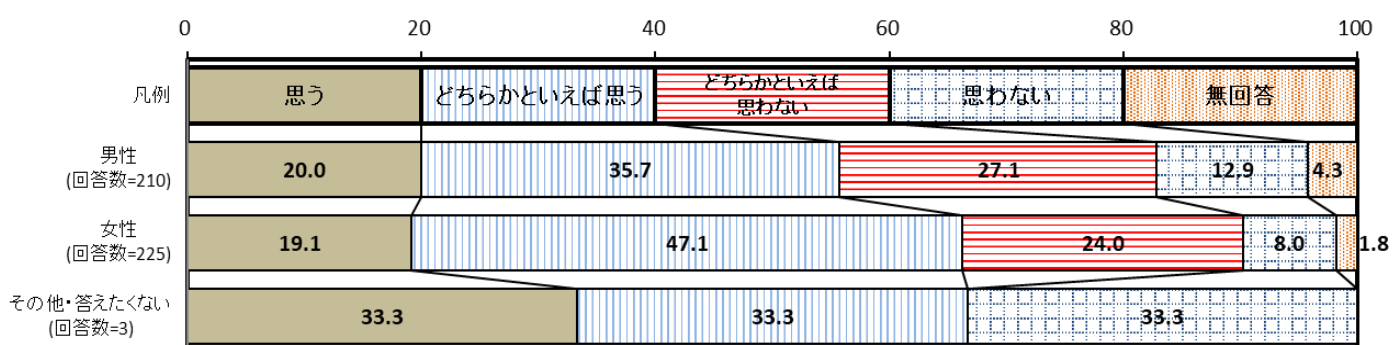 0 20 40 60 80 100
凡例 思う どちらかといえば思う どちらかといえば
思わない 思わない 無回答
男性
(回答数=210)
20.0 35.7 27.1 12.9 4.3
女性
(回答数=225)
19.1 47.1 24.0 8.0 1.8
その他・答えたくない
(回答数=3)
33.3 33.3 33.3